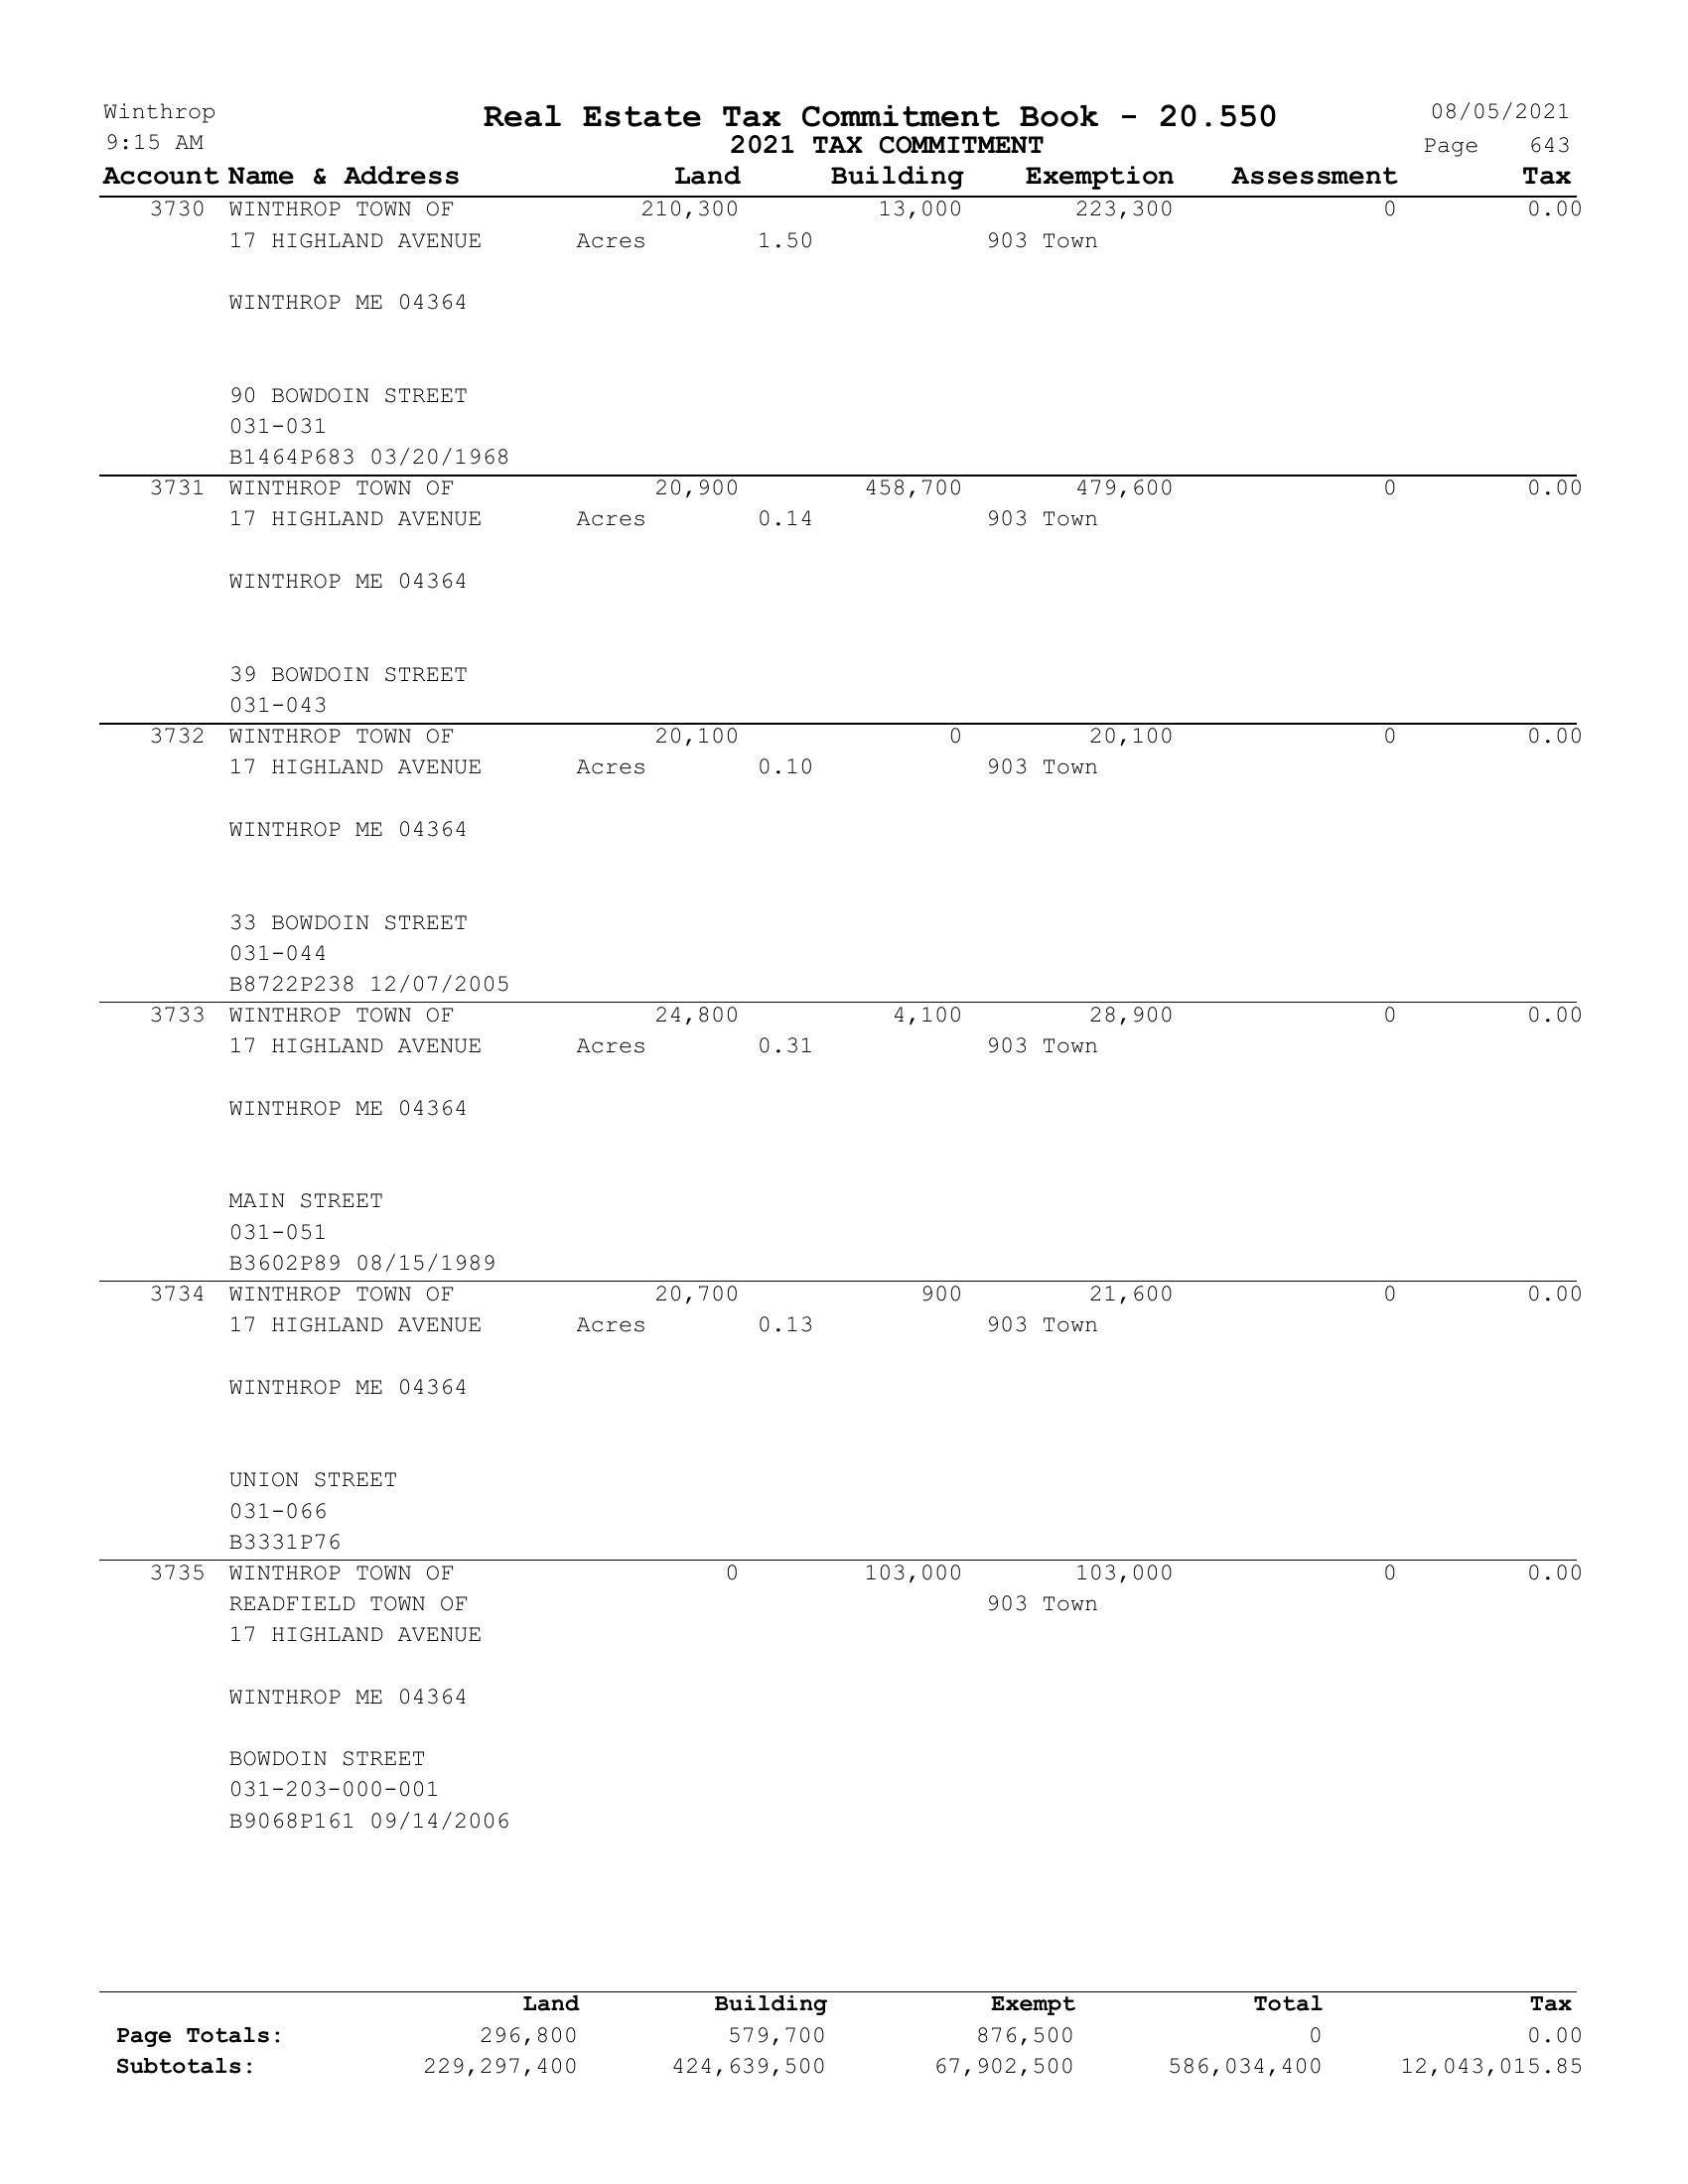 Winthrop Real Estate Tax Commitment Book - 20.550 08/05/2021
9:15 AM 2021 TAX COMMITMENT Page 643
Account Name & Address Land Building Exemption Assessment Tax
3730 WINTHROP TOWN OF 210,300 13,000 223,300 0 0.00
17 HIGHLAND AVENUE Acres 1.50 903 Town
WINTHROP ME 04364
90 BOWDOIN STREET
031-031
B1464P683 03/20/1968
3731 WINTHROP TOWN OF 20,900 458,700 479,600 0 0.00
17 HIGHLAND AVENUE Acres 0.14 903 Town
WINTHROP ME 04364
39 BOWDOIN STREET
031-043
3732 WINTHROP TOWN OF 20,100 0 20,100 0 0.00
17 HIGHLAND AVENUE Acres 0.10 903 Town
WINTHROP ME 04364
33 BOWDOIN STREET
031-044
B8722P238 12/07/2005
3733 WINTHROP TOWN OF 24,800 4,100 28,900 0 0.00
17 HIGHLAND AVENUE Acres 0.31 903 Town
WINTHROP ME 04364
MAIN STREET
031-051
B3602P89 08/15/1989
3734 WINTHROP TOWN OF 20,700 900 21,600 0 0.00
17 HIGHLAND AVENUE Acres 0.13 903 Town
WINTHROP ME 04364
UNION STREET
031-066
B3331P76
3735 WINTHROP TOWN OF 0 103,000 103,000 0 0.00
READFIELD TOWN OF 903 Town
17 HIGHLAND AVENUE
WINTHROP ME 04364
BOWDOIN STREET
031-203-000-001
B9068P161 09/14/2006
Land Building Exempt Total Tax
Page Totals: 296,800 579,700 876,500 0 0.00
Subtotals: 229,297,400 424,639,500 67,902,500 586,034,400 12,043,015.85